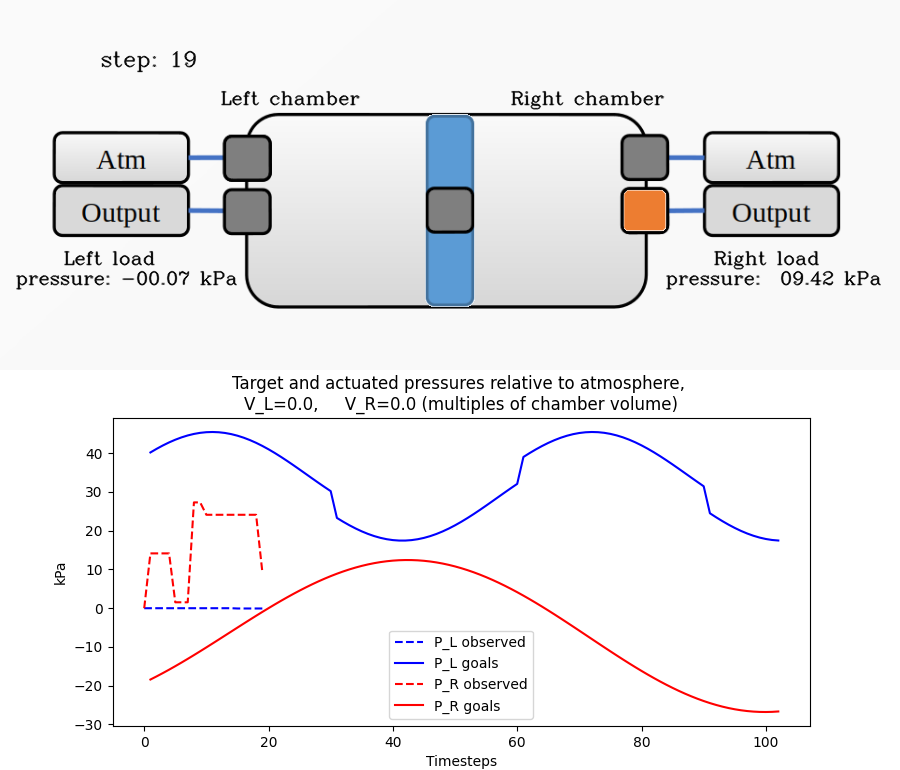 step: 19
Left chamber
Right chamber
Atm
Atm
Output
Output
Left load
pressure: -00.07 kPa
Right load
pressure: 09.42 kPa
Target and actuated pressures relative to atmosphere,
V_L=0.0, V_R=0.0 (multiples of chamber volume)
kPa
40
30
20
10
0
−10
−20
−30
P_L observed
P_L goals
P_R observed
P_R goals
0 20 40 60 80 100
Timesteps